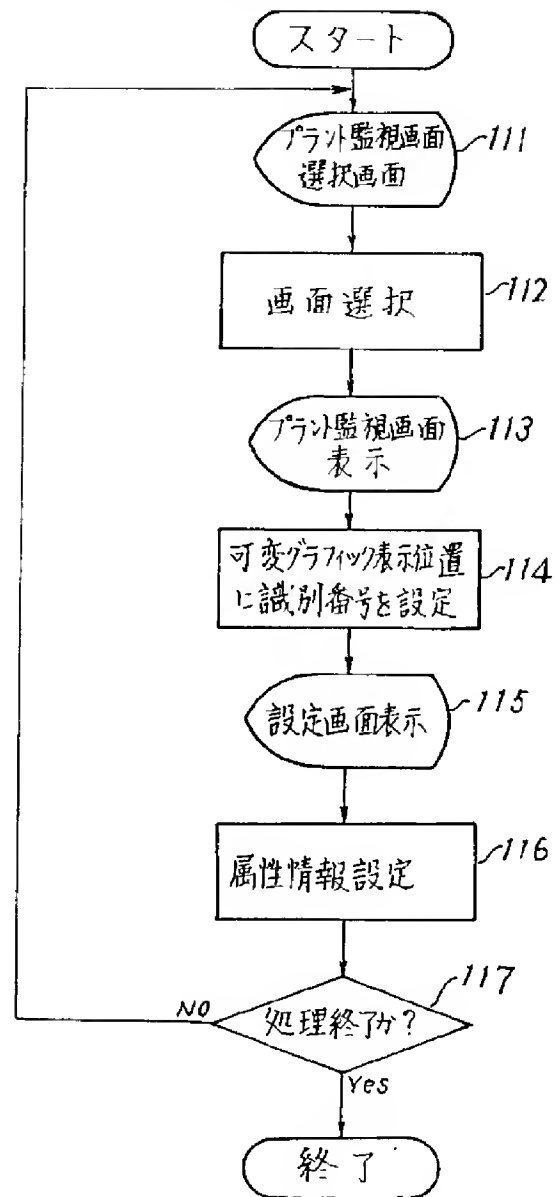 スタート
プラント監視画面
選択画面
111
画面選択
112
プラント監視画面
表示
113
可変グラフィック表示位置
に識別番号を設定
114
設定画面表示
115
属性情報設定
116
処理終了か?
117
NO
Yes
終了